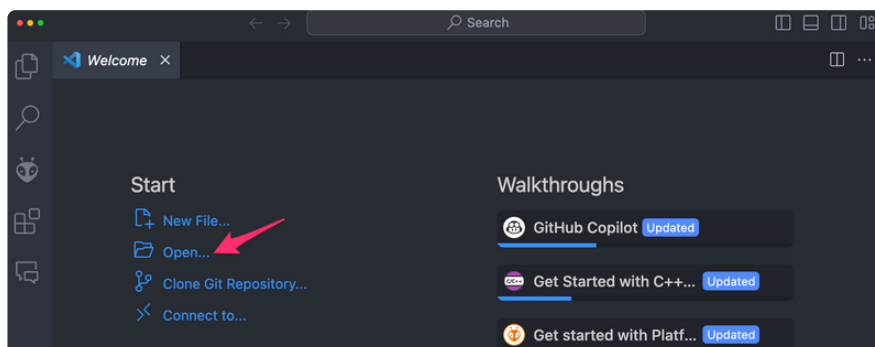 Search
Welcome
Start
New File...
Open...
Clone Git Repository...
Connect to...
Walkthroughs
GitHub Copilot Updated
C/C++ Get Started with C++... Updated
Get started with Platf... Updated